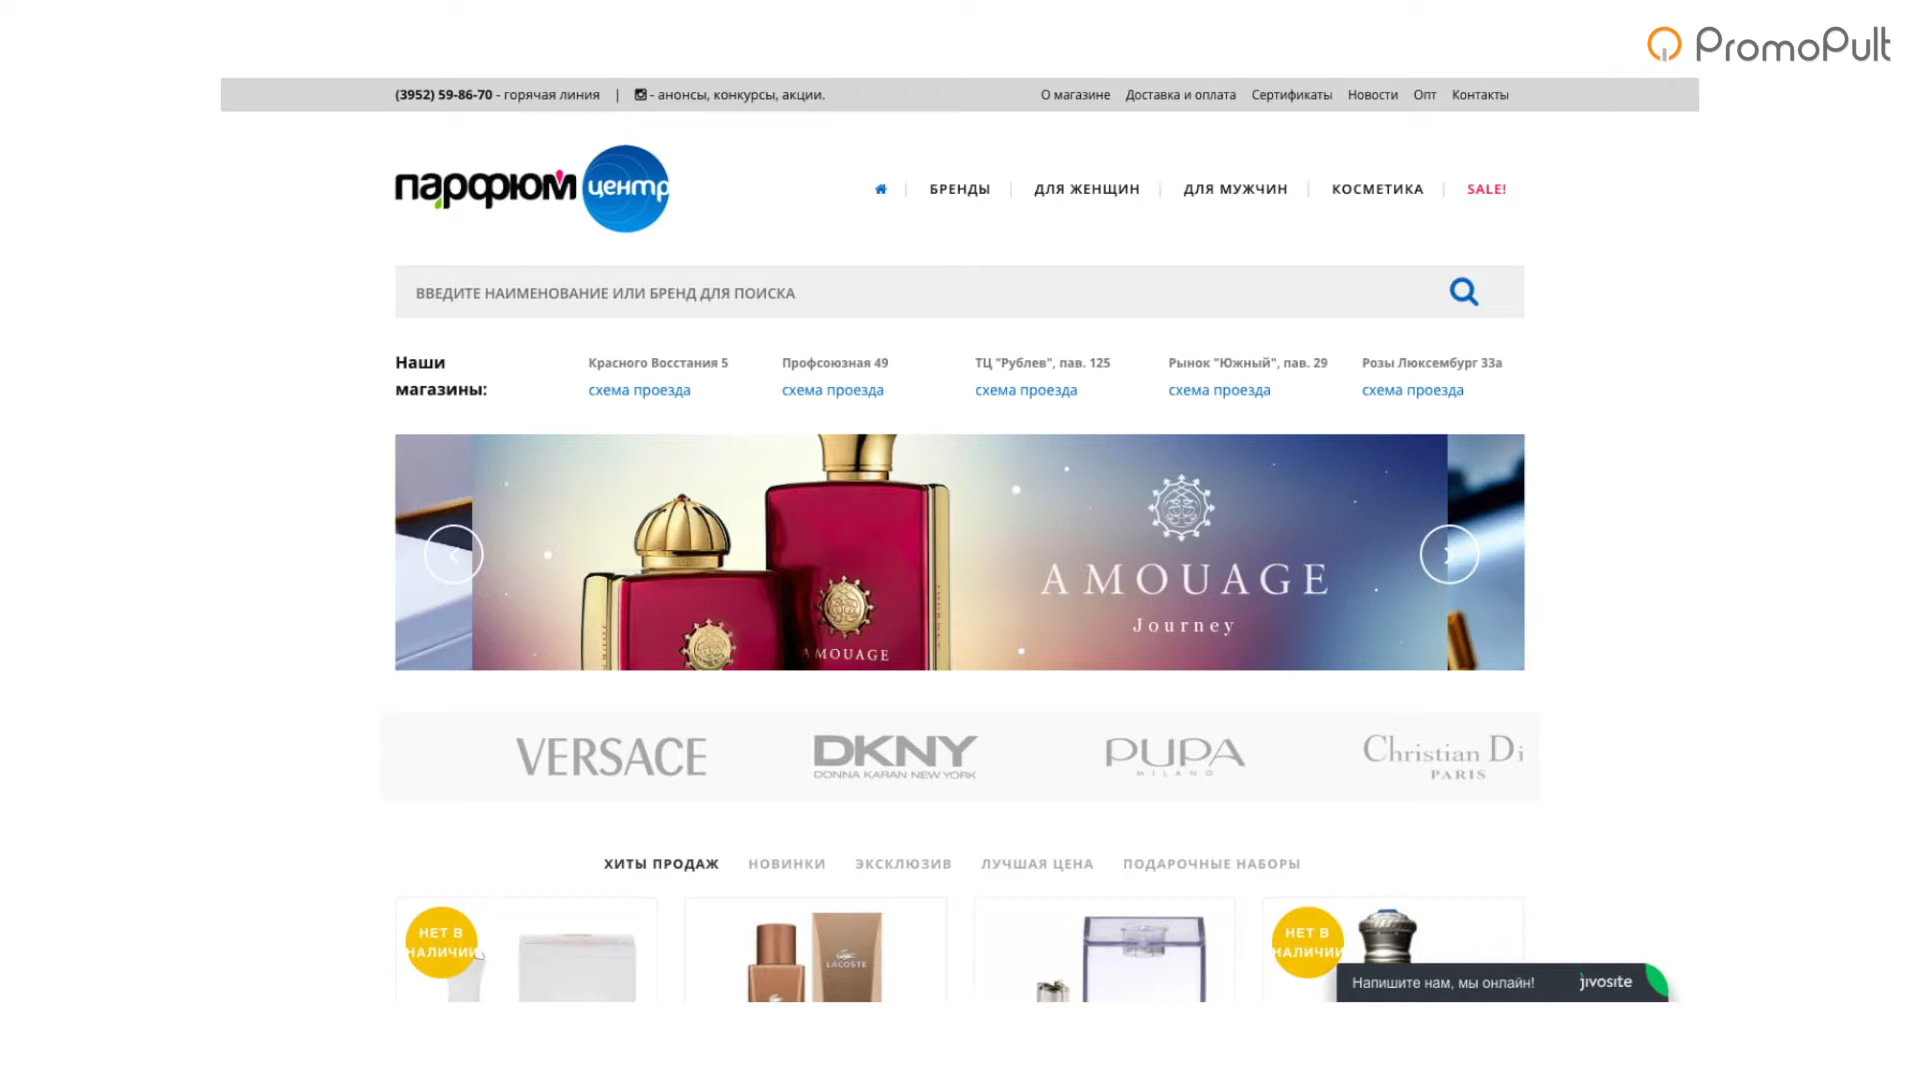 PromoPult
(3952) 59-86-70 - горячая линия | - анонсы, конкурсы, акции. О магазине Доставка и оплата Сертификаты Новости Опт Контакты
парфюм центр
БРЕНДЫ | ДЛЯ ЖЕНЩИН | ДЛЯ МУЖЧИН | КОСМЕТИКА | SALE!
ВВЕДИТЕ НАИМЕНОВАНИЕ ИЛИ БРЕНД ДЛЯ ПОИСКА
Наши магазины:
Красного Восстания 5 Профсоюзная 49 ТЦ "Рублев", пав. 125 Рынок "Южный", пав. 29 Розы Люксембург 33а
схема проезда схема проезда схема проезда схема проезда схема проезда
AMOUAGE
Journey
AMOUAGE
VERSACE
DKNY
DONNA KARAN NEW YORK
PUPA
MILANO
Christian Di
PARIS
ХИТЫ ПРОДАЖ НОВИНКИ ЭКСКЛЮЗИВ ЛУЧШАЯ ЦЕНА ПОДАРОЧНЫЕ НАБОРЫ
НЕТ В
НАЛИЧИИ
LACOSTE
НЕТ В
НАЛИЧИИ
Напишите нам, мы онлайн! jivosite